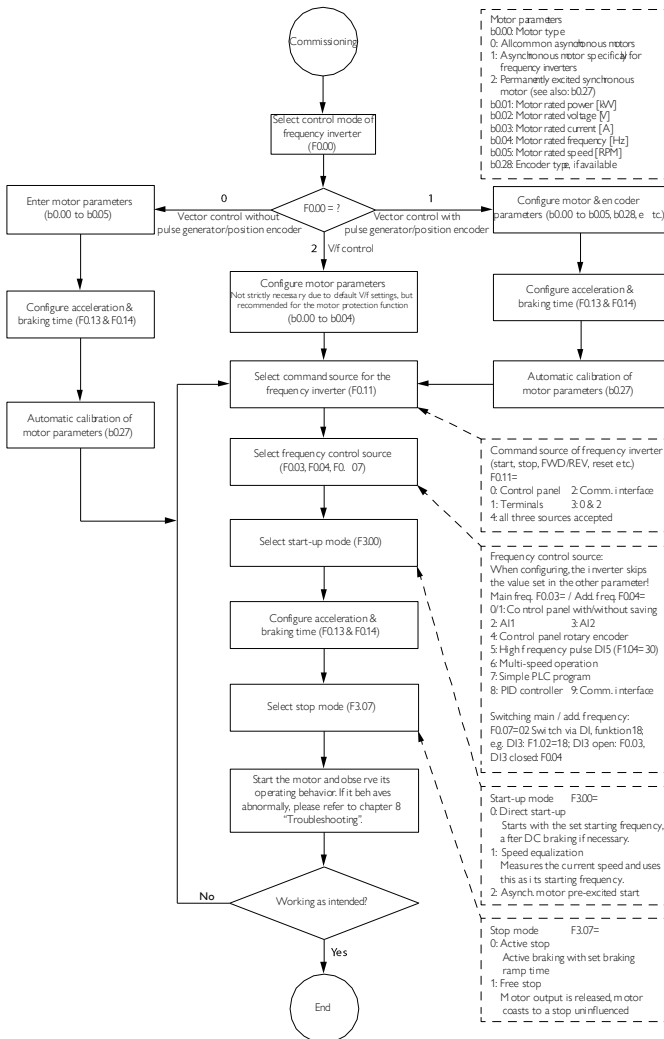 Commissioning
Select control mode of
frequency inverter
(F0.00)
F0.00 = ?
0
Vector control without
pulse generator/position encoder
1
Vector control with
pulse generator/position encoder
2 V/f control
Enter motor parameters
(b0.00 to b0.05)
Configure acceleration &
braking time (F0.13 & F0.14)
Automatic calibration of
motor parameters (b0.27)
Configure motor parameters
Not strictly necessary due to default V/f settings, but
recommended for the motor protection function
(b0.00 to b0.04)
Configure motor & encoder
parameters (b0.00 to b0.05, b0.28, e tc.)
Configure acceleration &
braking time (F0.13 & F0.14)
Automatic calibration of
motor parameters (b0.27)
Select command source for the
frequency inverter (F0.11)
Select frequency control source
(F0.03, F0.04, F0. 07)
Select start-up mode (F3.00)
Configure acceleration &
braking time (F0.13 & F0.14)
Select stop mode (F3.07)
Start the motor and obse rve its
operating behavior. If it beh aves
abnormally, please refer to chapter 8
"Troubleshooting".
Working as intended?
No
Yes
End
Motor parameters
b0.00: Motor type
0: All common asynchronous motors
1: Asynchronous motor specifically for
frequency inverters
2: Permanently excited synchronous
motor (see also: b0.27)
b0.01: Motor rated power [kW]
b0.02: Motor rated voltage [V]
b0.03: Motor rated current [A]
b0.04: Motor rated frequency [Hz]
b0.05: Motor rated speed [RPM]
b0.28: Encoder type, if available
Command source of frequency inverter
(start, stop, FWD/REV, reset etc.)
F0.11=
0: Control panel 2: Comm. interface
1: Terminals 3: 0 & 2
4: all three sources accepted
Frequency control source:
When configuring, the inverter skips
the value set in the other parameter!
Main freq. F0.03= / Add. freq. F0.04=
0/1: Control panel with/without saving
2: AI1 3: AI2
4: Control panel rotary encoder
5: High frequency pulse DI5 (F1.04=30)
6: Multi-speed operation
7: Simple PLC program
8: PID controller 9: Comm. interface
Switching main / add. frequency:
F0.07=02 Switch via DI, funktion18;
e.g. DI3: F1.02=18; DI3 open: F0.03,
DI3 closed: F0.04
Start-up mode F3.00=
0: Direct start-up
Starts with the set starting frequency,
a after DC braking if necessary.
1: Speed equalization
Measures the current speed and uses
this as i ts starting frequency.
2: Asynch. motor pre-excited start
Stop mode F3.07=
0: Active stop
Active braking with set braking
ramp time
1: Free stop
Motor output is released, motor
coasts to a stop uninfluenced